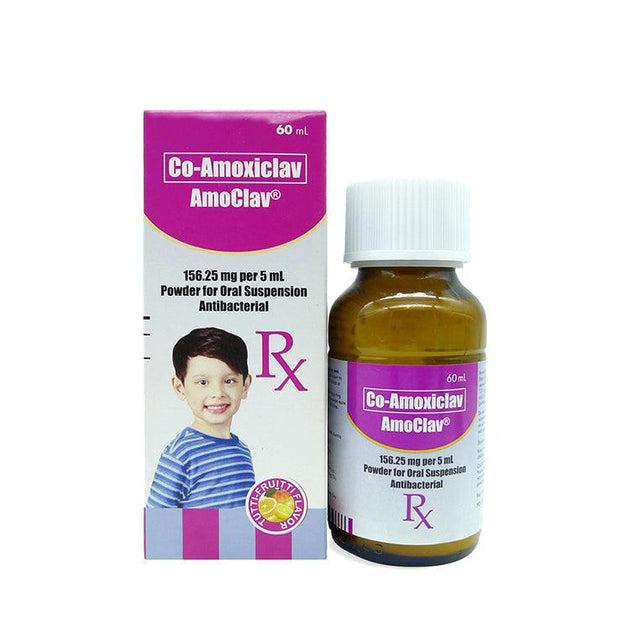 60 mL
Co-Amoxiclav
AmoClav®
156.25 mg per 5 mL
Powder for Oral Suspension
Antibacterial
Rx
TUTTI-FRUITTI FLAVOR
60 mL
Co-Amoxiclav
AmoClav®
156.25 mg per 5 mL
Powder for Oral Suspension
Antibacterial
Rx